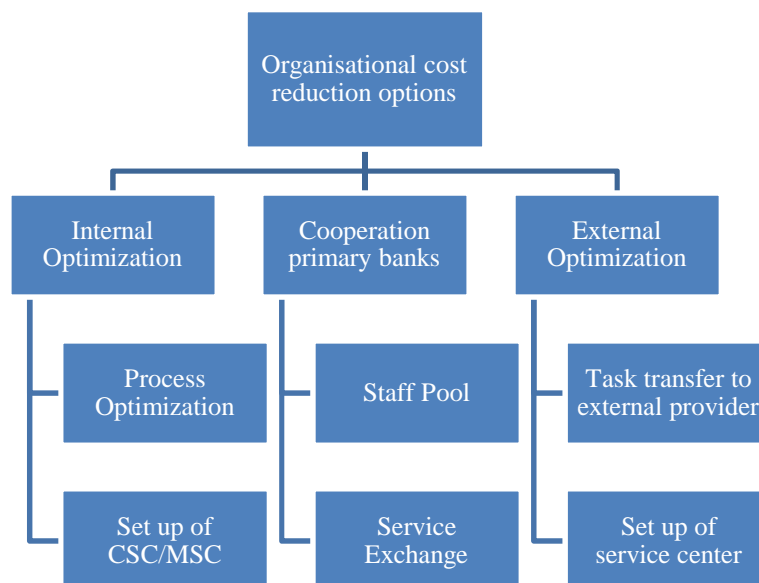 Organisational cost
reduction options
Internal
Optimization
Cooperation
primary banks
External
Optimization
Process
Optimization
Staff Pool
Task transfer to
external provider
Set up of
CSC/MSC
Service
Exchange
Set up of
service center